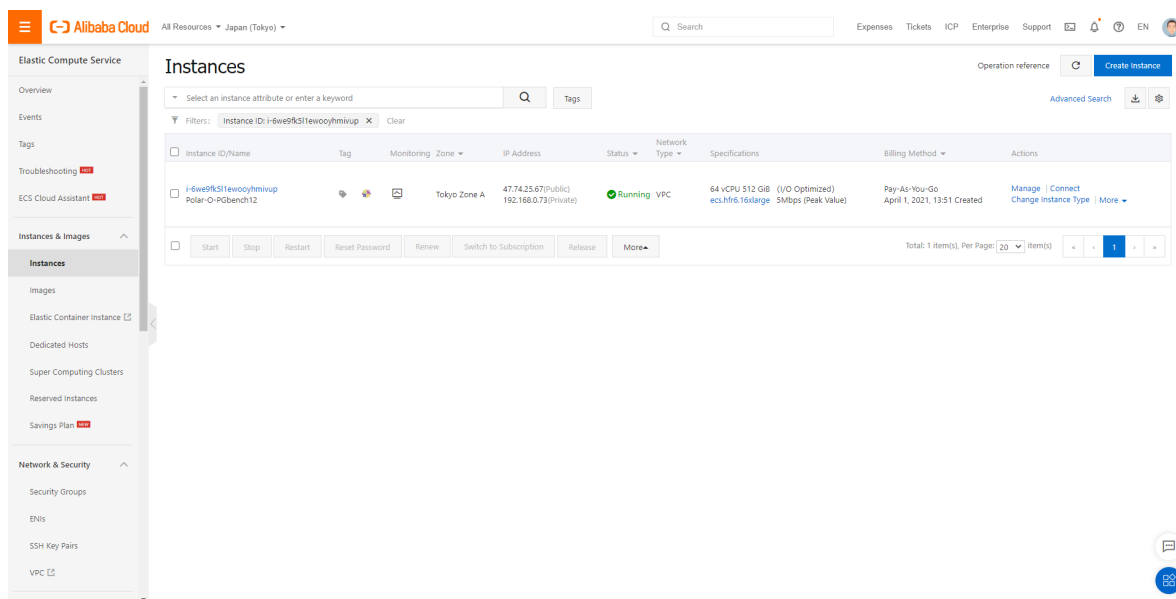 Alibaba Cloud All Resources Japan (Tokyo) Search Expenses Tickets ICP Enterprise Support EN
Elastic Compute Service
Overview
Events
Tags
Troubleshooting HOT
ECS Cloud Assistant HOT
Instances & Images
Instances
Images
Elastic Container Instance
Dedicated Hosts
Super Computing Clusters
Reserved Instances
Savings Plan NEW
Network & Security
Security Groups
ENIs
SSH Key Pairs
VPC
Instances
Operation reference Create Instance
Select an instance attribute or enter a keyword Tags Advanced Search
Filters: Instance ID: i-6we9fk5l1ewooyhmivup X Clear
Instance ID/Name Tag Monitoring Zone IP Address Status Network Type Specifications Billing Method Actions
i-6we9fk5l1ewooyhmivup Tokyo Zone A 47.74.25.67(Public) Running VPC 64 vCPU 512 GiB (I/O Optimized) Pay-As-You-Go Manage | Connect
Polar-O-PGbench12 192.168.0.73(Private) ecs.hfr6.16xlarge 5Mbps (Peak Value) April 1, 2021, 13:51 Created Change Instance Type | More
Start Stop Restart Reset Password Renew Switch to Subscription Release More Total: 1 item(s), Per Page: 20 item(s) « ‹ 1 › »